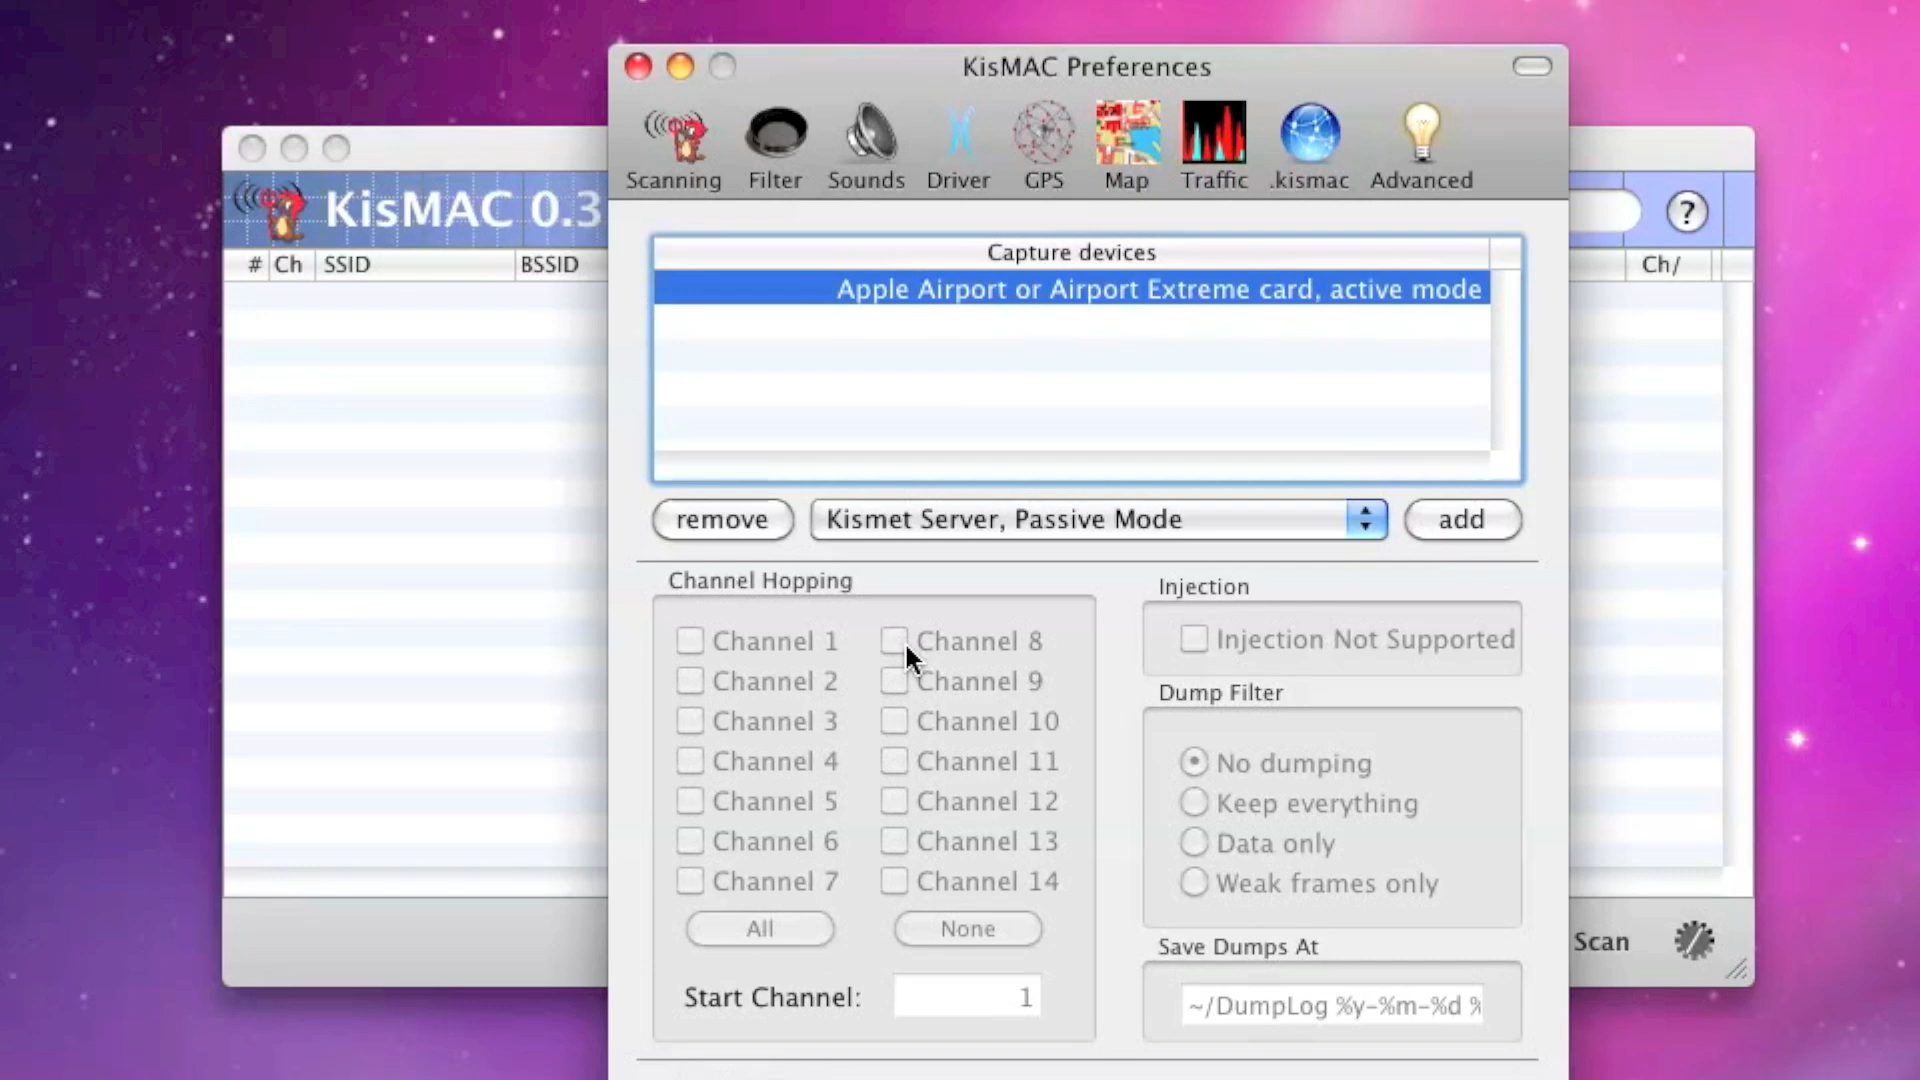 KisMAC Preferences
Scanning Filter Sounds Driver GPS Map Traffic .kismac Advanced
KisMAC 0.3
?
# Ch SSID BSSID
Ch/
Capture devices
Apple Airport or Airport Extreme card, active mode
remove Kismet Server, Passive Mode add
Channel Hopping
Channel 1 Channel 8
Channel 2 Channel 9
Channel 3 Channel 10
Channel 4 Channel 11
Channel 5 Channel 12
Channel 6 Channel 13
Channel 7 Channel 14
All None
Start Channel: 1
Injection
Injection Not Supported
Dump Filter
No dumping
Keep everything
Data only
Weak frames only
Save Dumps At
~/DumpLog %y-%m-%d %
Scan